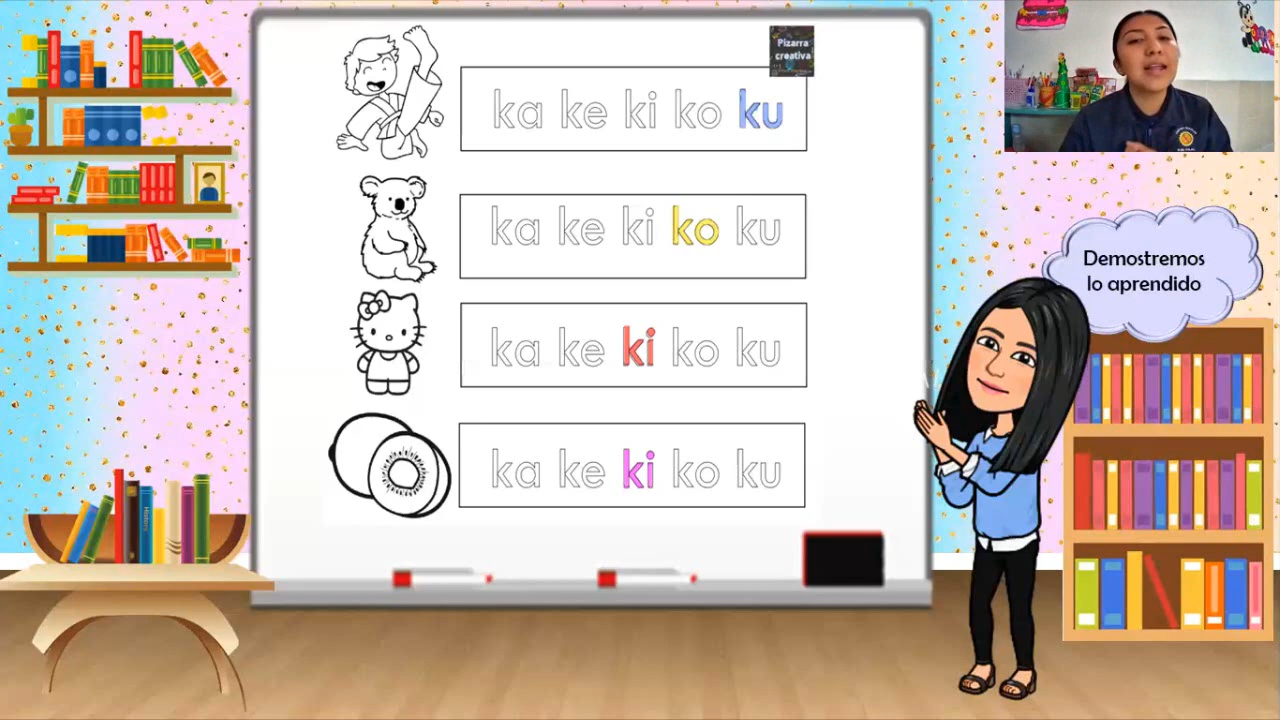 Pizarra
creativa
ka ke ki ko ku
ka ke ki ko ku
ka ke ki ko ku
ka ke ki ko ku
Demostremos
lo aprendido